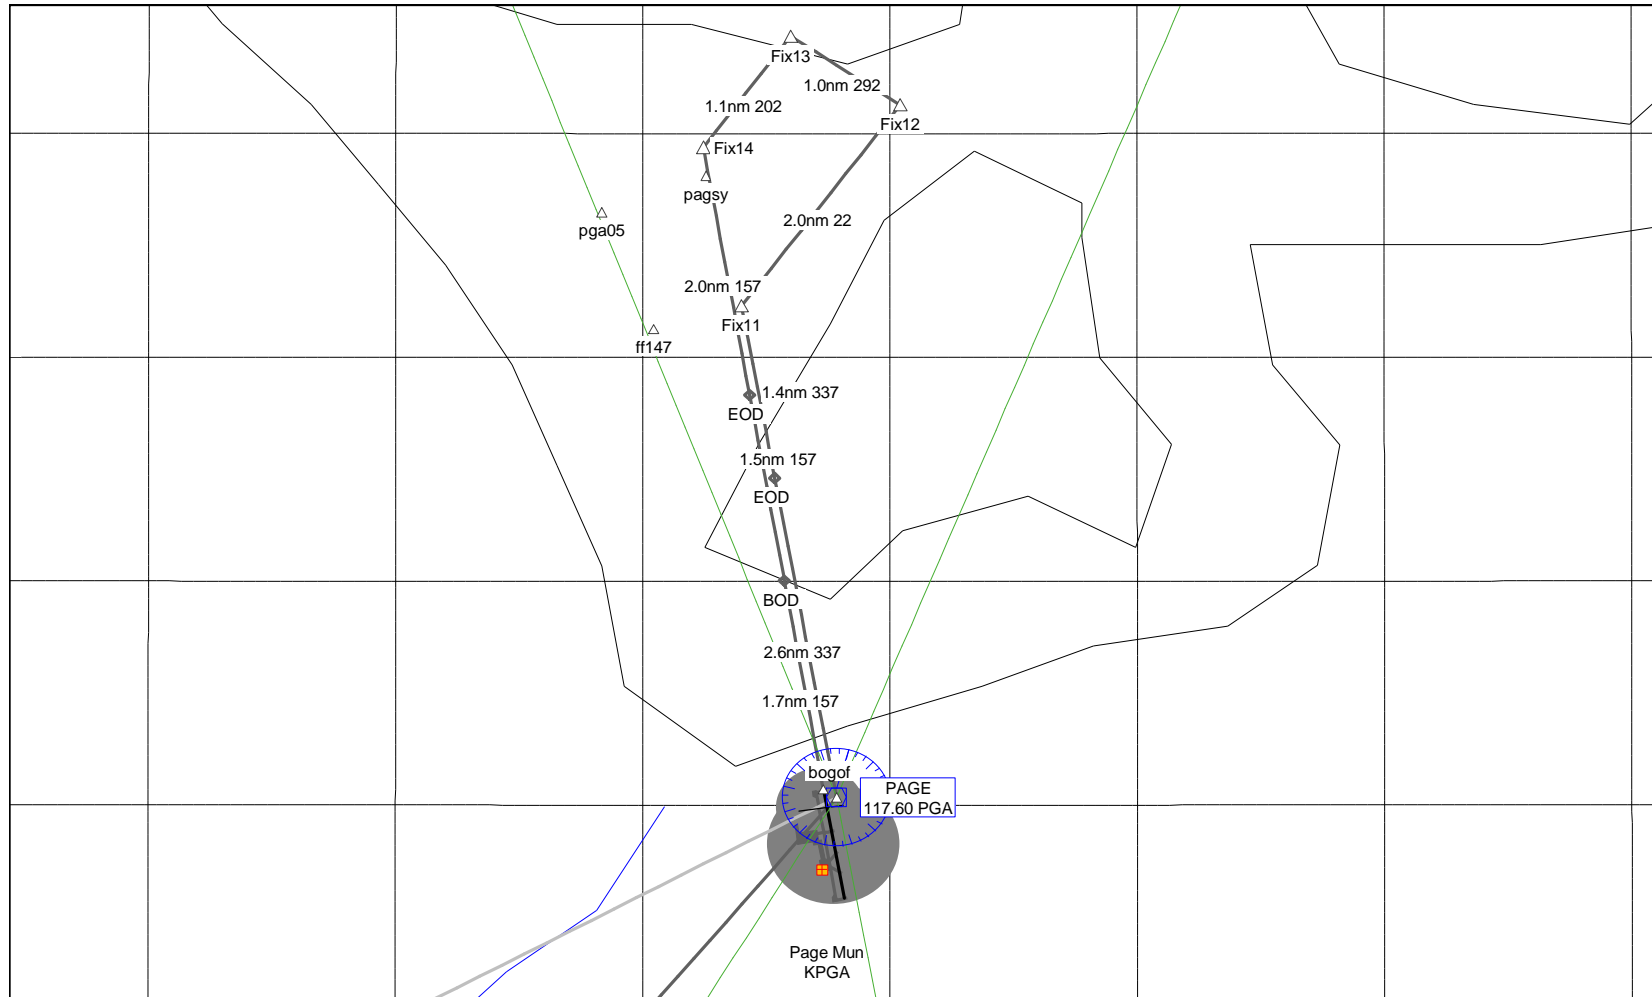 Fix13
1.0nm 292
1.1nm 202
Fix12
Fix14
pagsy
2.0nm 22
pga05
2.0nm 157
Fix11
ff147
1.4nm 337
EOD
1.5nm 157
EOD
BOD
2.6nm 337
1.7nm 157
bogof
PAGE
117.60 PGA
Page Mun
KPGA